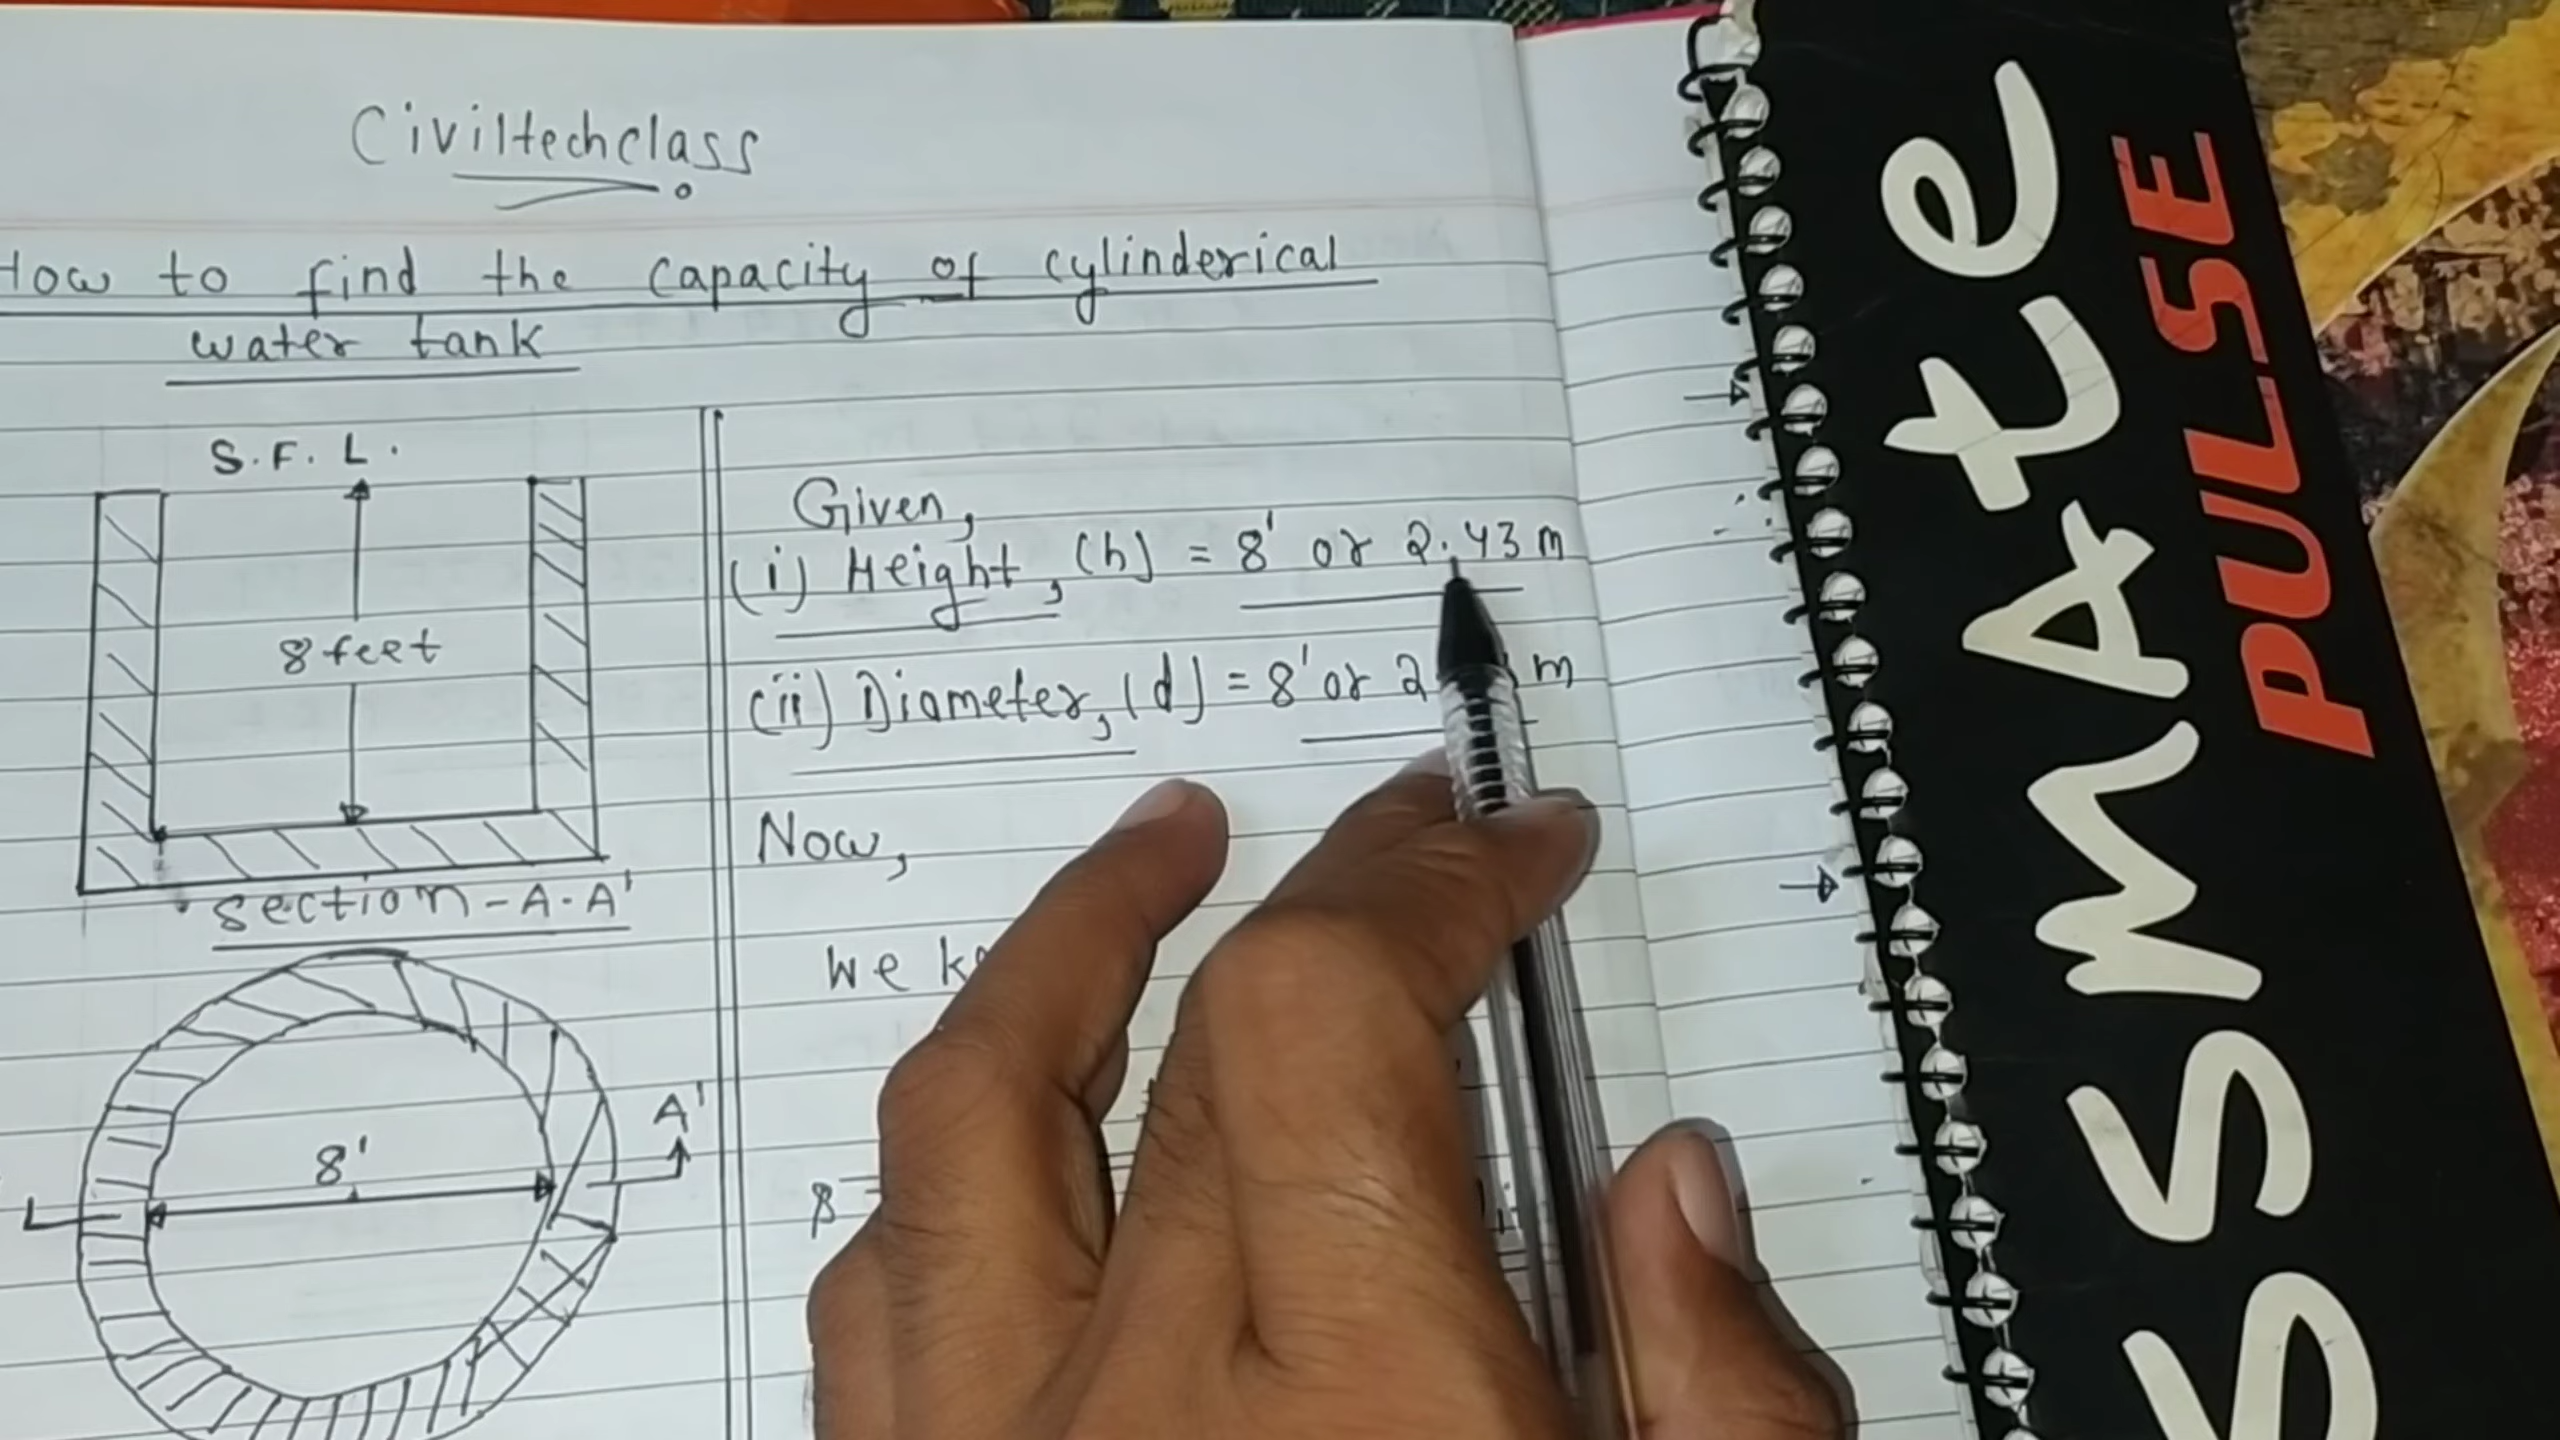 Civiltechclass
How to find the capacity of cylinderical
water tank
S.F.L.
8 feet
section-A-A'
8'
A'
Given,
(i) Height, (h) = 8' or 2.43 m
(ii) Diameter, (d) = 8' or 2 m
Now,
We
CLASSMATE
PULSE